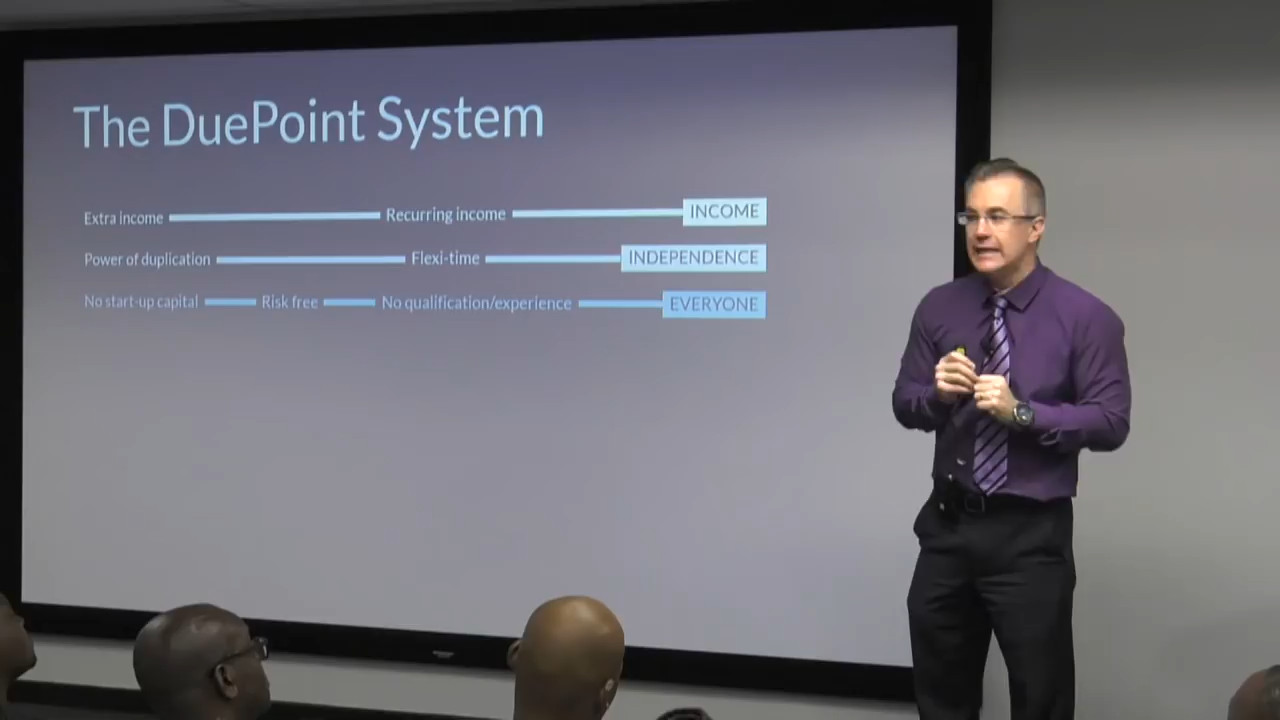 The DuePoint System
Extra income Recurring income INCOME
Power of duplication Flexi-time INDEPENDENCE
No start-up capital Risk free No qualification/experience EVERYONE